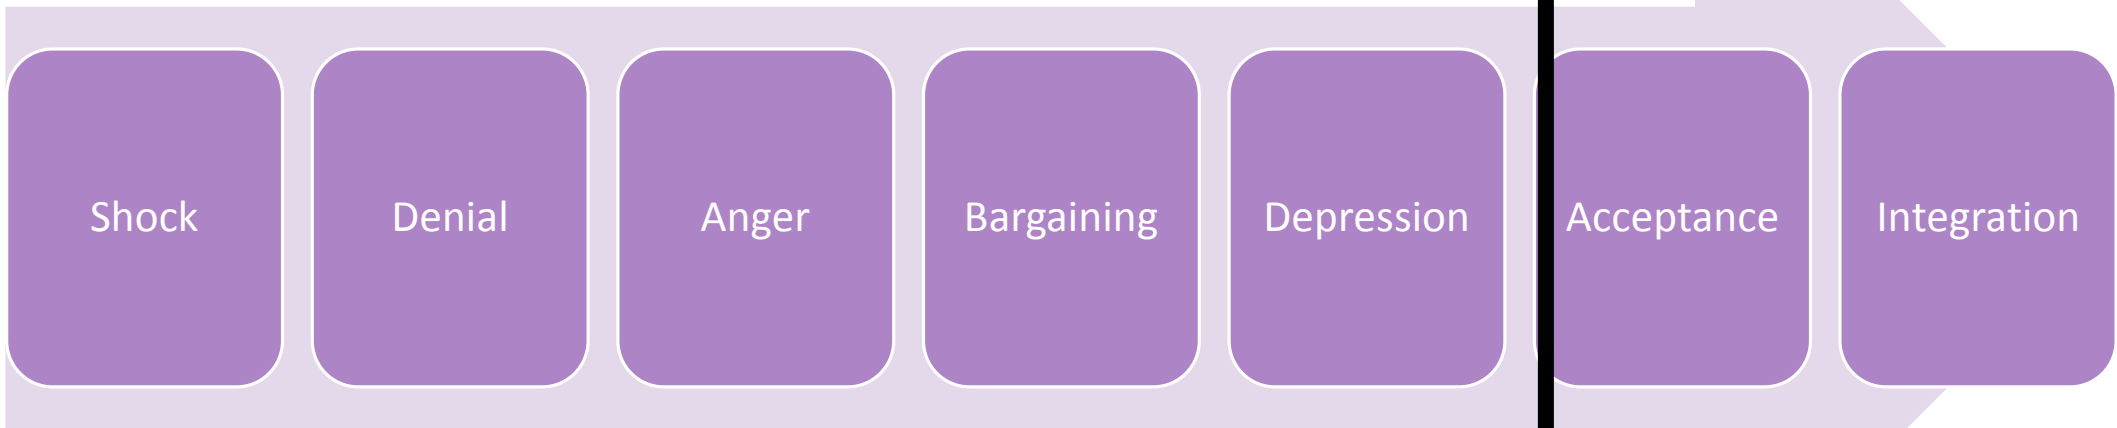 Shock
Denial
Anger
Bargaining
Depression
Acceptance
Integration